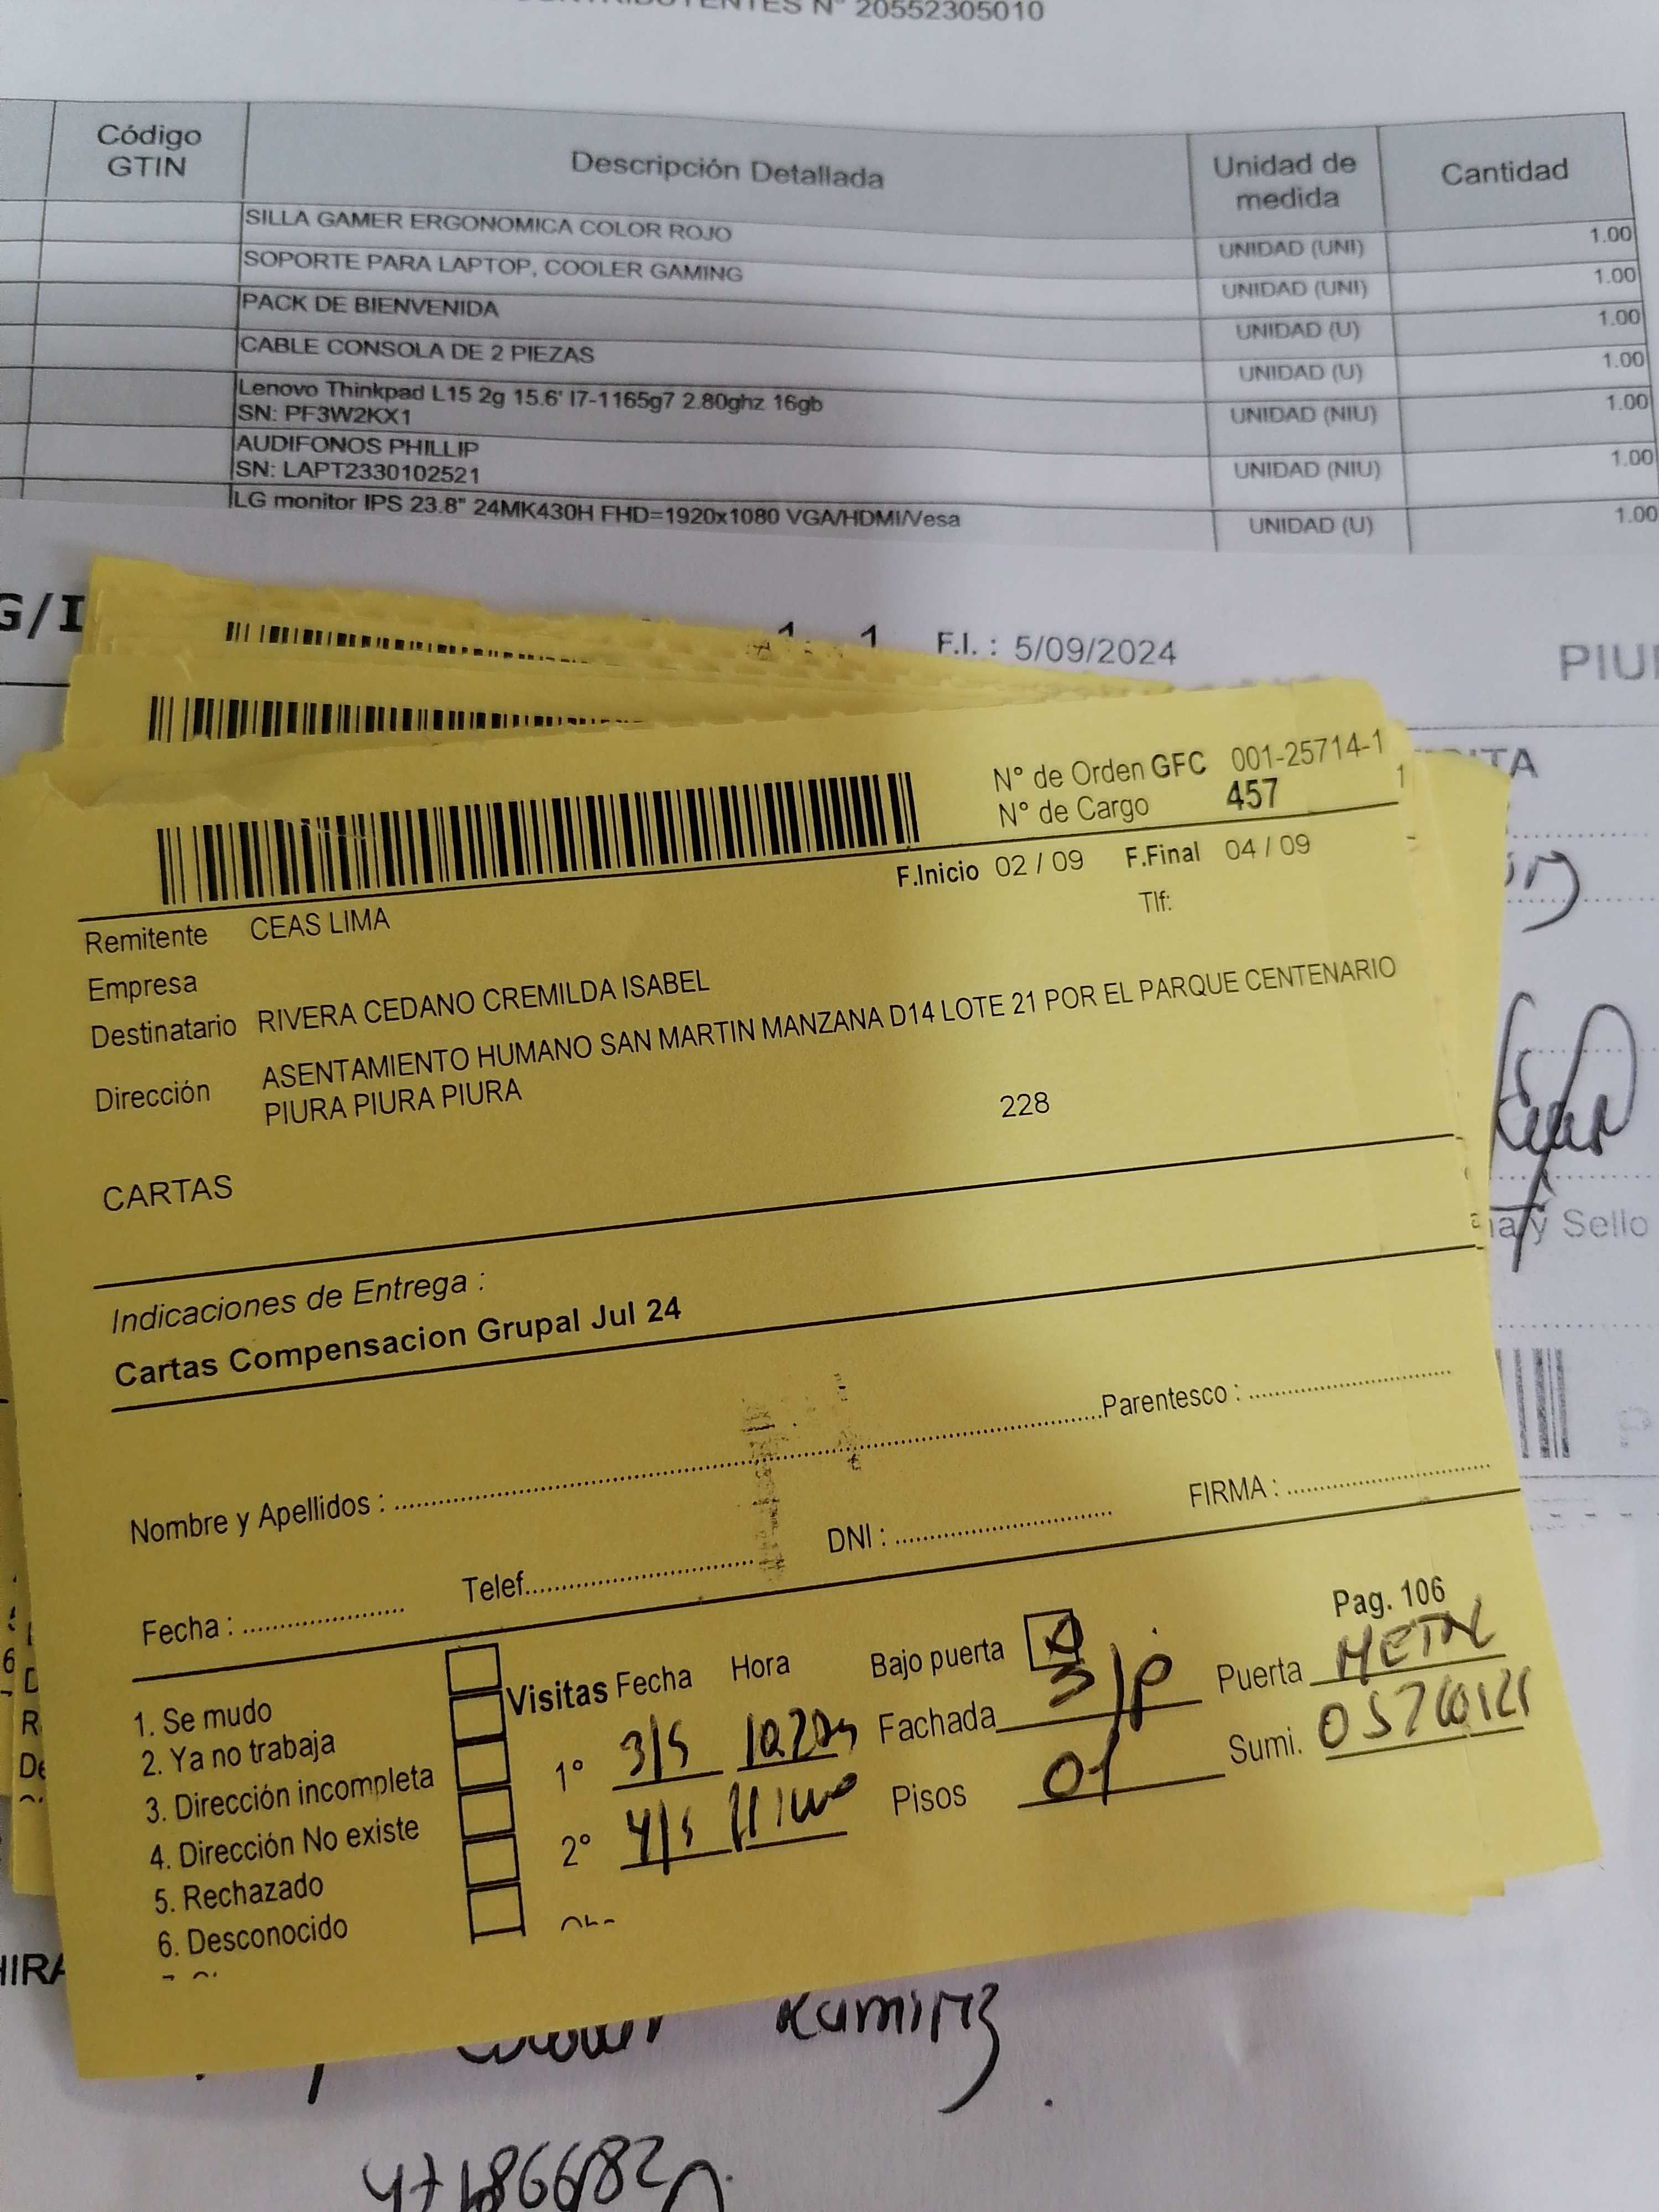 N° 20552305010
Código GTIN Descripción Detallada Unidad de medida Cantidad
SILLA GAMER ERGONOMICA COLOR ROJO UNIDAD (UNI) 1.00
SOPORTE PARA LAPTOP, COOLER GAMING UNIDAD (UNI) 1.00
PACK DE BIENVENIDA UNIDAD (U) 1.00
CABLE CONSOLA DE 2 PIEZAS UNIDAD (U) 1.00
Lenovo Thinkpad L15 2g 15.6' I7-1165g7 2.80ghz 16gb UNIDAD (NIU) 1.00
SN: PF3W2KX1
AUDIFONOS PHILLIP UNIDAD (NIU) 1.00
SN: LAPT2330102521
LG monitor IPS 23.8" 24MK430H FHD=1920x1080 VGA/HDMI/Vesa UNIDAD (U) 1.00
F.I. : 5/09/2024
N° de Orden GFC 001-25714-1
N° de Cargo 457 1
F.Inicio 02 / 09 F.Final 04 / 09
Tlf:
Remitente CEAS LIMA
Empresa
Destinatario RIVERA CEDANO CREMILDA ISABEL
Dirección ASENTAMIENTO HUMANO SAN MARTIN MANZANA D14 LOTE 21 POR EL PARQUE CENTENARIO
PIURA PIURA PIURA
228
CARTAS
y Sello
Indicaciones de Entrega :
Cartas Compensacion Grupal Jul 24
Nombre y Apellidos : Parentesco :
Fecha : Telef. DNI : FIRMA :
Pag. 106
1. Se mudo
2. Ya no trabaja
3. Dirección incompleta
4. Dirección No existe
5. Rechazado
6. Desconocido
Visitas Fecha Hora
1°
2°
Bajo puerta
Fachada
Pisos 01
Puerta METAL
Sumi.